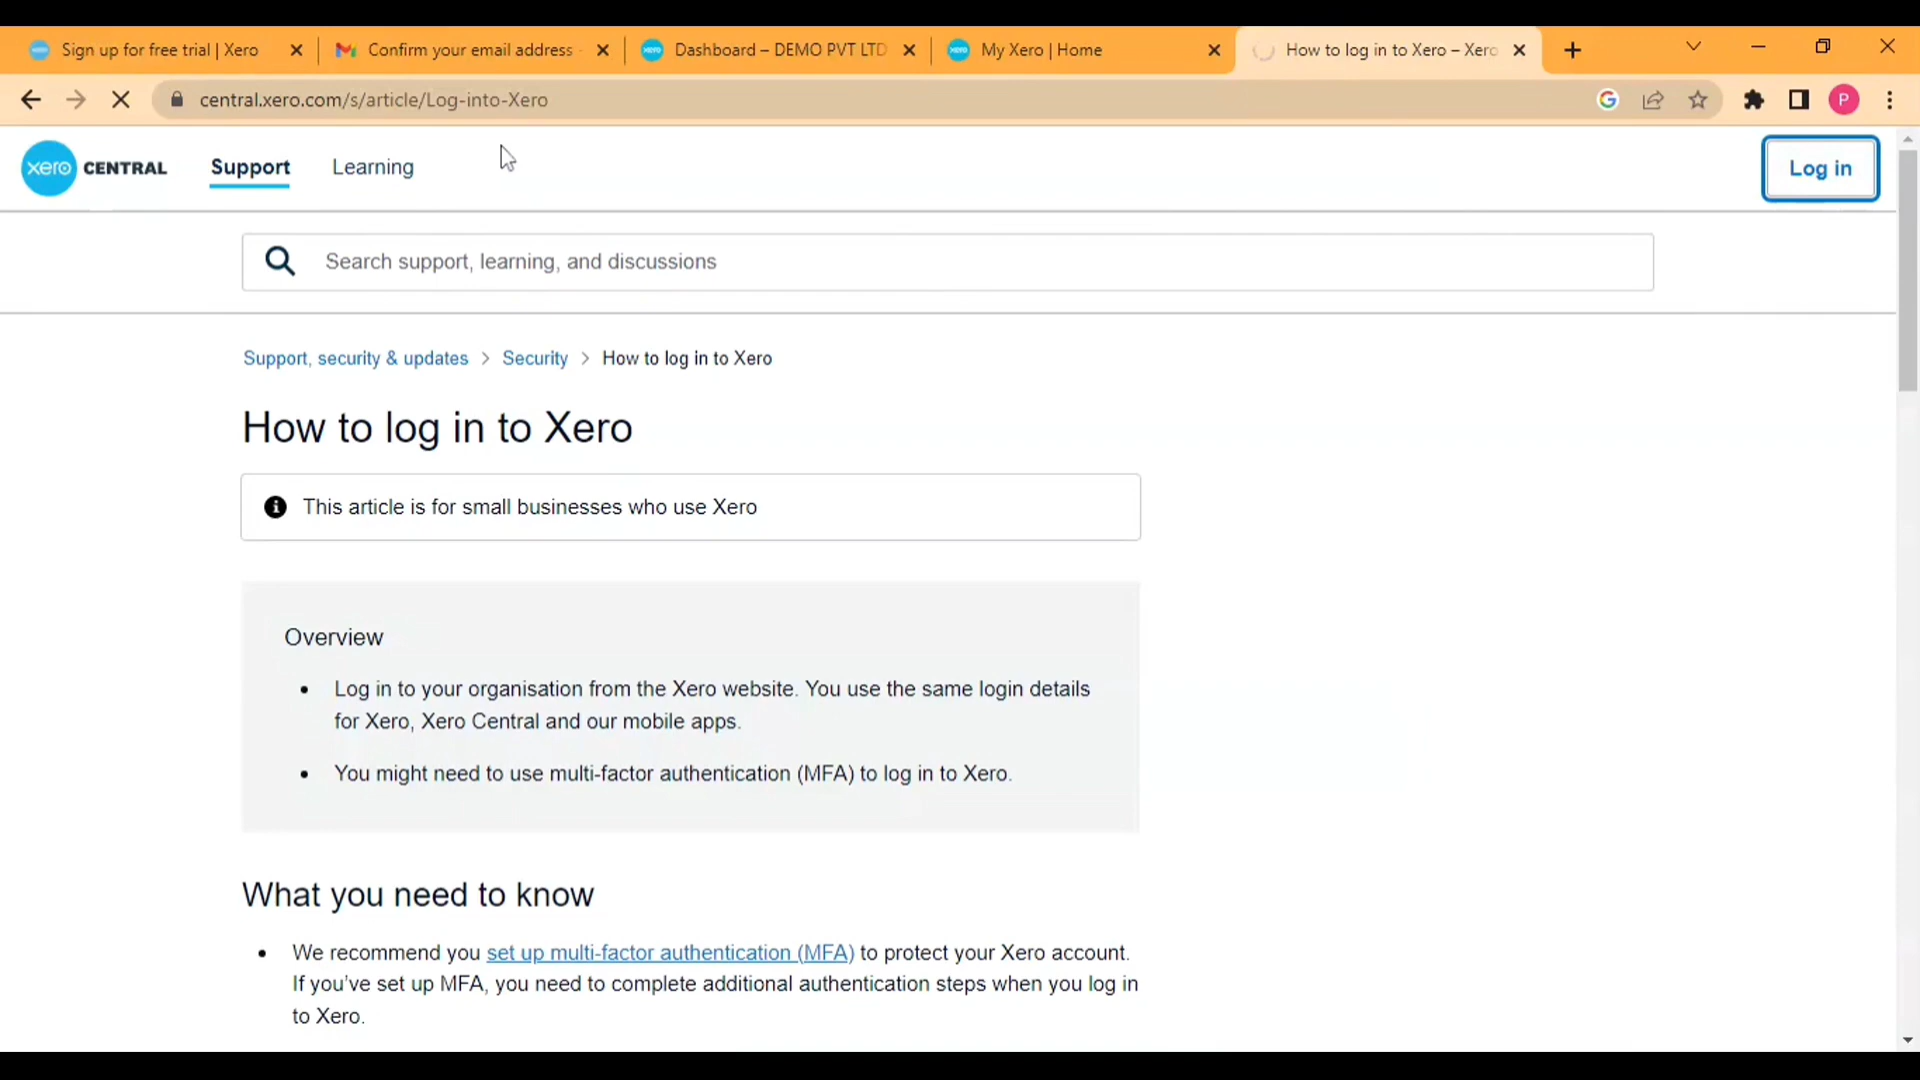 Sign up for free trial | Xero
Confirm your email address
Dashboard – DEMO PVT LTD
My Xero | Home
How to log in to Xero – Xero
central.xero.com/s/article/Log-into-Xero
P
xero CENTRAL
Support
Learning
Log in
Search support, learning, and discussions
Support, security & updates > Security > How to log in to Xero
How to log in to Xero
This article is for small businesses who use Xero
Overview
• Log in to your organisation from the Xero website. You use the same login details
for Xero, Xero Central and our mobile apps.
• You might need to use multi-factor authentication (MFA) to log in to Xero.
What you need to know
• We recommend you set up multi-factor authentication (MFA) to protect your Xero account.
If you've set up MFA, you need to complete additional authentication steps when you log in
to Xero.